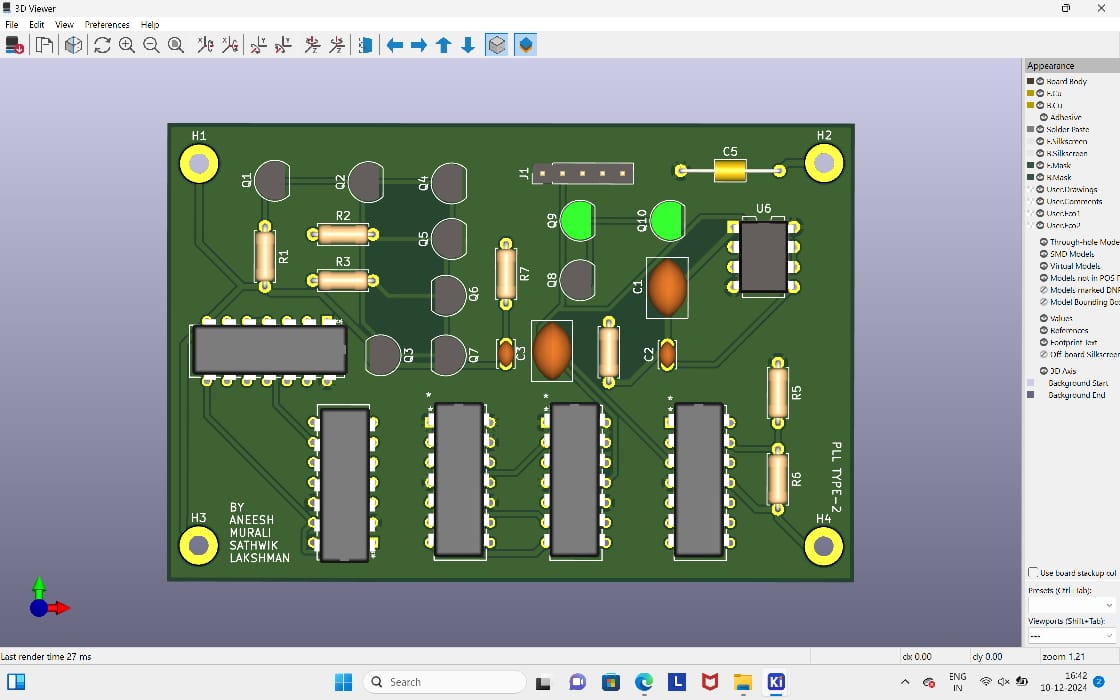 3D Viewer
File Edit View Preferences Help
Appearance
Board Body
F.Cu
B.Cu
Adhesive
Solder Paste
F.Silkscreen
B.Silkscreen
F.Mask
B.Mask
User.Drawings
User.Comments
User.Eco1
User.Eco2
Through-hole Mode
SMD Models
Virtual Models
Models not in POS F
Models marked DNP
Model Bounding Bo
Values
References
Footprint Text
Off-board Silkscree
3D Axis
Background Start
Background End
Use board stackup col
Presets (Ctrl+Tab):
Viewports (Shift+Tab):
---
H1
H2
Q1
Q2
Q4
J1
C5
R2
Q5
Q9
Q10
U6
R1
R3
Q6
R7
Q8
C1
Q3
Q7
C3
C2
R5
R6
PLL TYPE-2
H3
H4
BY
ANEESH
MURALI
SATHWIK
LAKSHMAN
Last render time 27 ms
dx 0.00
dy 0.00
zoom 1.21
Search
L
Ki
ENG
IN
16:42
10-12-2024
2